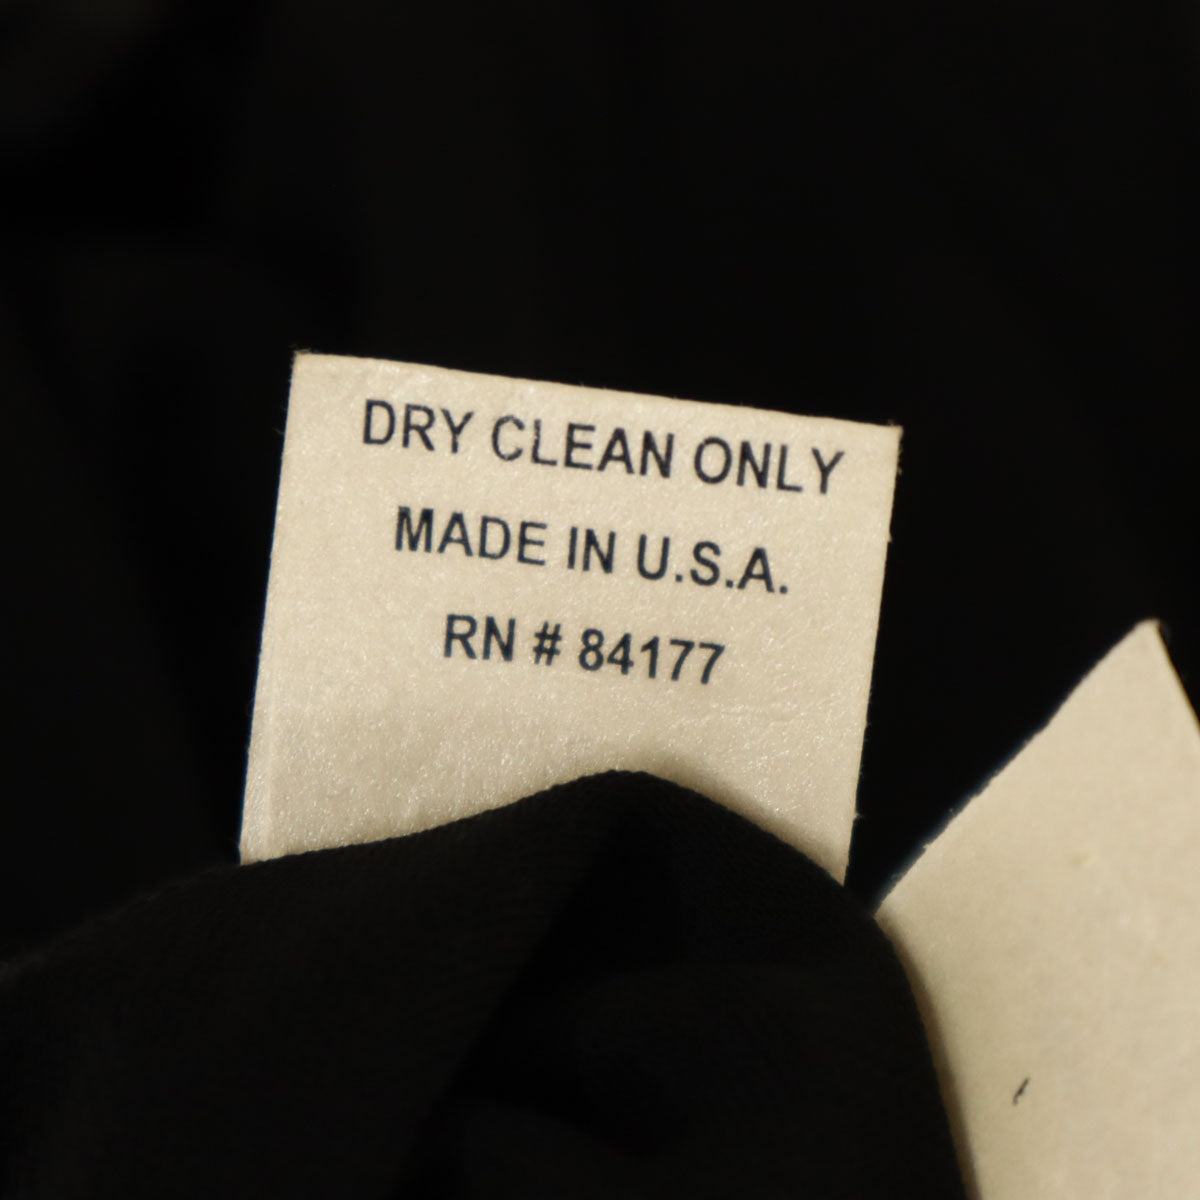 DRY CLEAN ONLY
MADE IN U.S.A.
RN # 84177